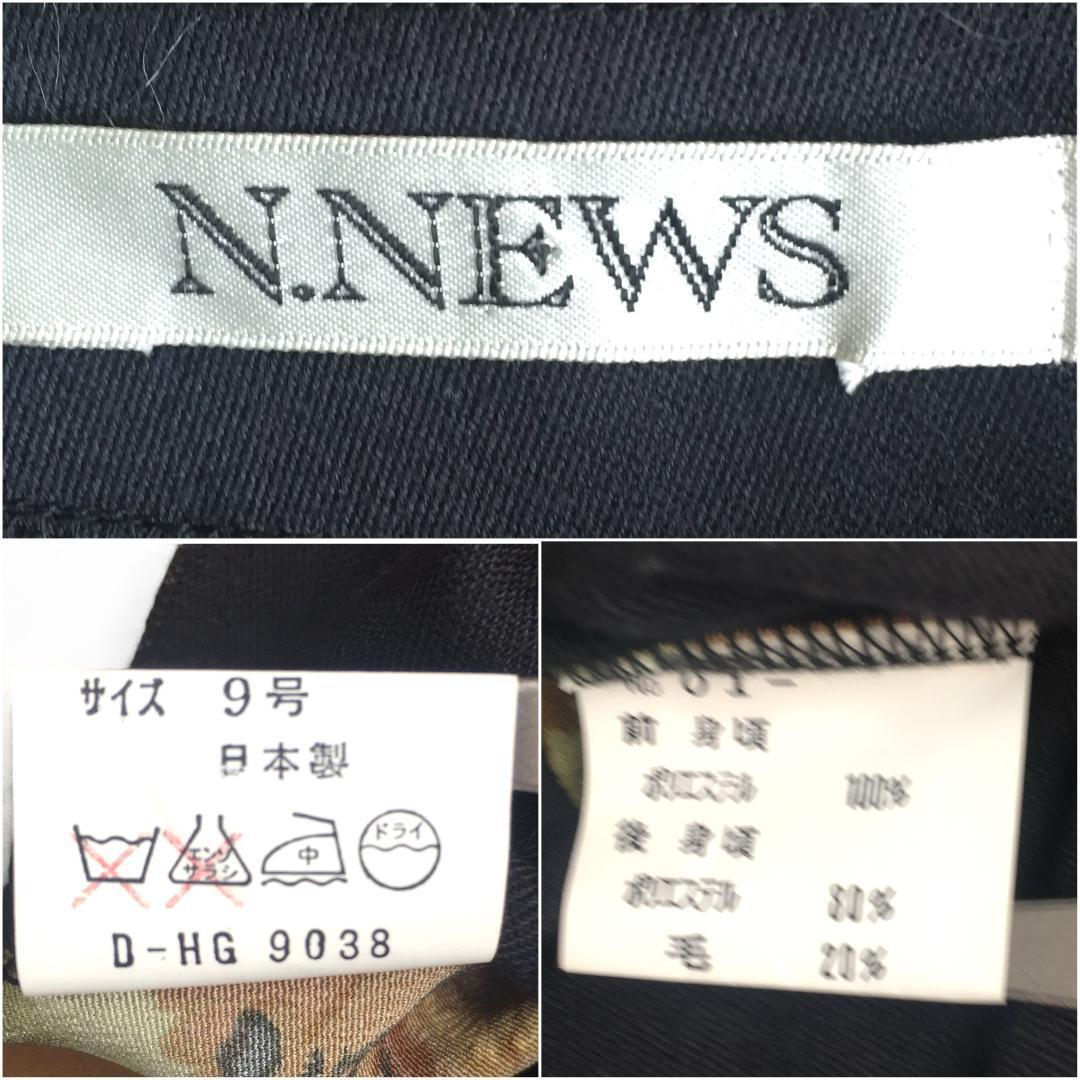 N.NEWS
サイズ 9号
日本製
エンソ
サラシ
中
ドライ
D-HG 9038
前 身頃
ポリエステル 100%
後 身頃
ポリエステル 80%
毛 20%